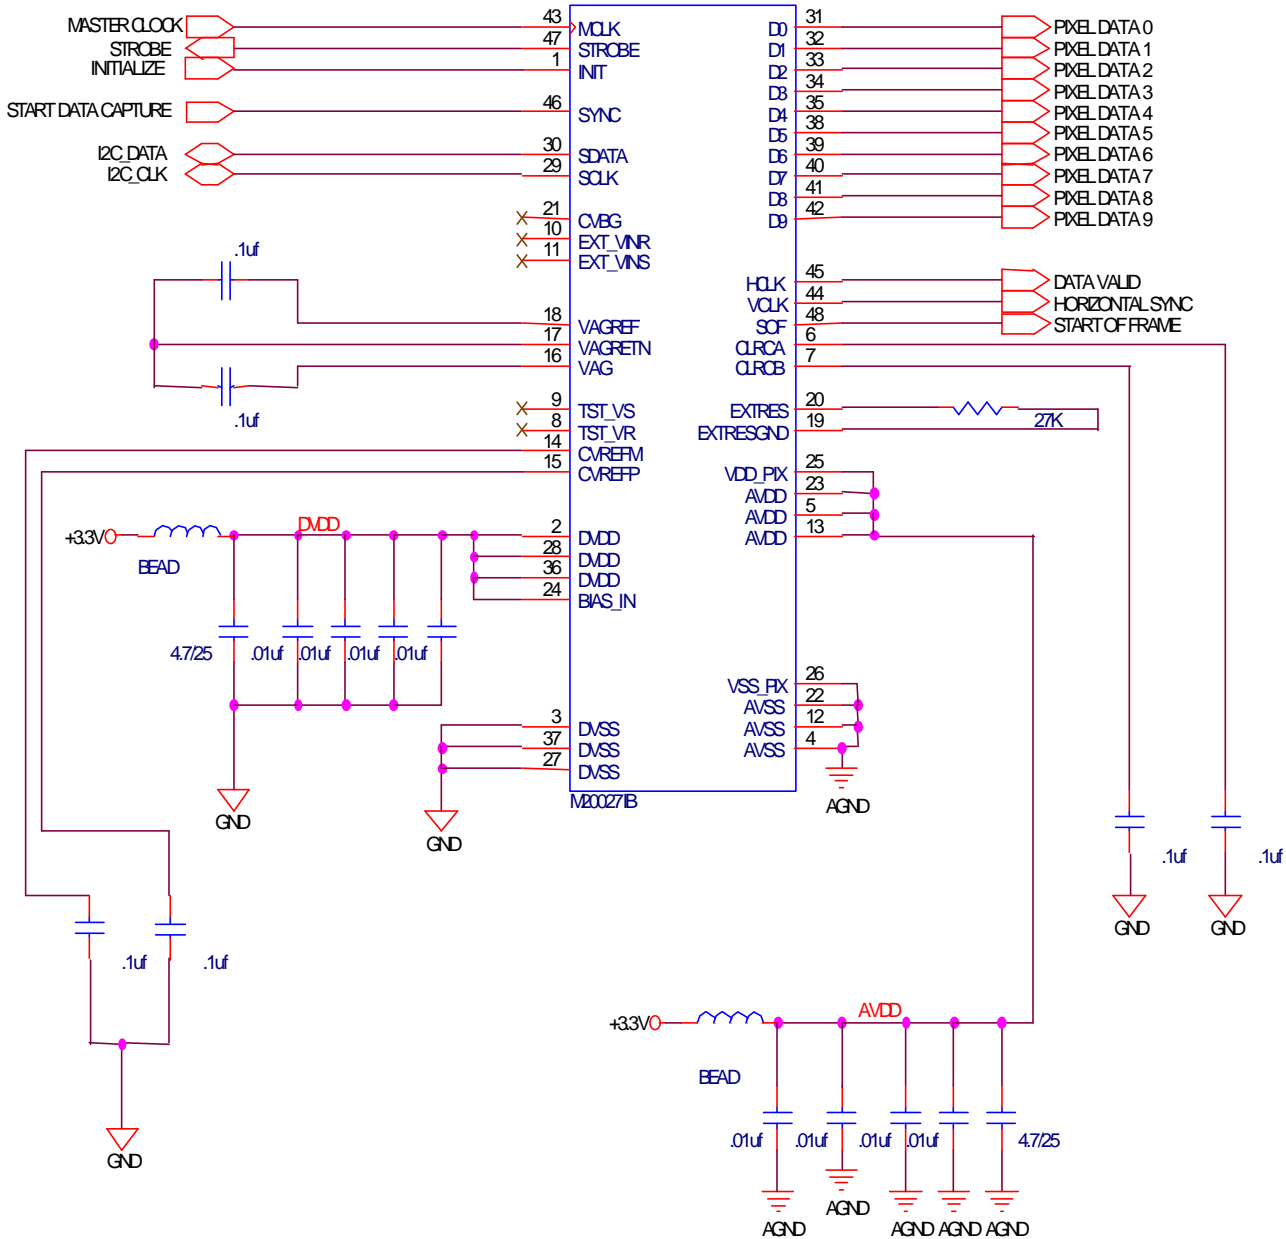 MASTER CLOCK 43 MCLK D0 31 PIXEL DATA 0
STROBE 47 STROBE D1 32 PIXEL DATA 1
INITIALIZE 1 INIT D2 33 PIXEL DATA 2
D3 34 PIXEL DATA 3
START DATA CAPTURE 46 SYNC D4 35 PIXEL DATA 4
D5 38 PIXEL DATA 5
I2C_DATA 30 SDATA D6 39 PIXEL DATA 6
I2C_CLK 29 SCLK D7 40 PIXEL DATA 7
D8 41 PIXEL DATA 8
21 CVBG D9 42 PIXEL DATA 9
10 EXT_VINR
.1uf 11 EXT_VINS
HCLK 45 DATA VALID
VCLK 44 HORIZONTAL SYNC
18 VAGREF SOF 48 START OF FRAME
17 VAGRETN CLRCA 6
16 VAG CLRCB 7
.1uf 9 TST_VS EXTRES 20
8 TST_VR EXTRESGND 19 27K
14 CVREFM
15 CVREFP VDD_PIX 25
AVDD 23
AVDD 5
+3.3V DVDD 2 DVDD AVDD 13
BEAD 28 DVDD
36 DVDD
24 BIAS_IN
4.7/25 .01uf .01uf .01uf .01uf
VSS_PIX 26
AVSS 22
3 DVSS AVSS 12
37 DVSS AVSS 4
27 DVSS
M20027IB AGND
GND
GND
.1uf .1uf
GND GND
.1uf .1uf
+3.3V AVDD
BEAD
.01uf .01uf .01uf .01uf 4.7/25
GND
AGND
AGND AGND AGND AGND